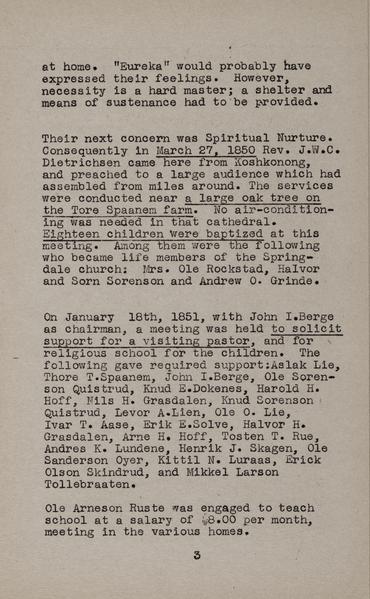 at home.  "Eureka" would probably have
expressed their feelings.  However,
necessity is a hard master; a shelter and
means of sustenance had to be provided.

Their next concern was Spiritual Nurture.
Consequently in March 27, 1850 Rev. J.W.C.
Dietrichsen came here from Koshkonong,
and preached to a large audience which had
assembled from miles around. The services
were conducted near a large oak tree on
the Tore Spaanem farm.  No air-condition-
ing was needed in that cathedral.
Eighteen children were baptized at this
meeting.  Among them were the following
who became life members of the Spring-
dale church:  Mrs. Ole Rockstad, Halvor
and Sorn Sorenson and Andrew O. Grinde.

On January  18th, 1851, with John I.Berge
as chairman, a meeting was held to solicit
support for a visiting pastor, and for
religious school for the children.  The
following gave required support:Aslak Lie,
Thore T.Spanem, John I.Berge, Ole Soren-
son Quistrud, Knud E.Dokenes, Harold H.
Hoff, Nils H. Grasdalen, Knud Sorenson
Quistrud, Levor A.Lien, Ole O. Lie,
Ivar T. Aase, Erik E.Solve, Halvor H.
Grasdalen, Arne H. Hoff, Tosten T. Rue,
Andres K. Lundene, Henrik J. Skagen, Ole
Sanderson Oyer, Kittil N. Luraas, Erick
Olson Skindrud, and Mikkel Larson
Tollebraaten.

Ole Arneson Ruste was engaged to teach
school at a salary of $8.00 per month,
meeting in the various homes.
3